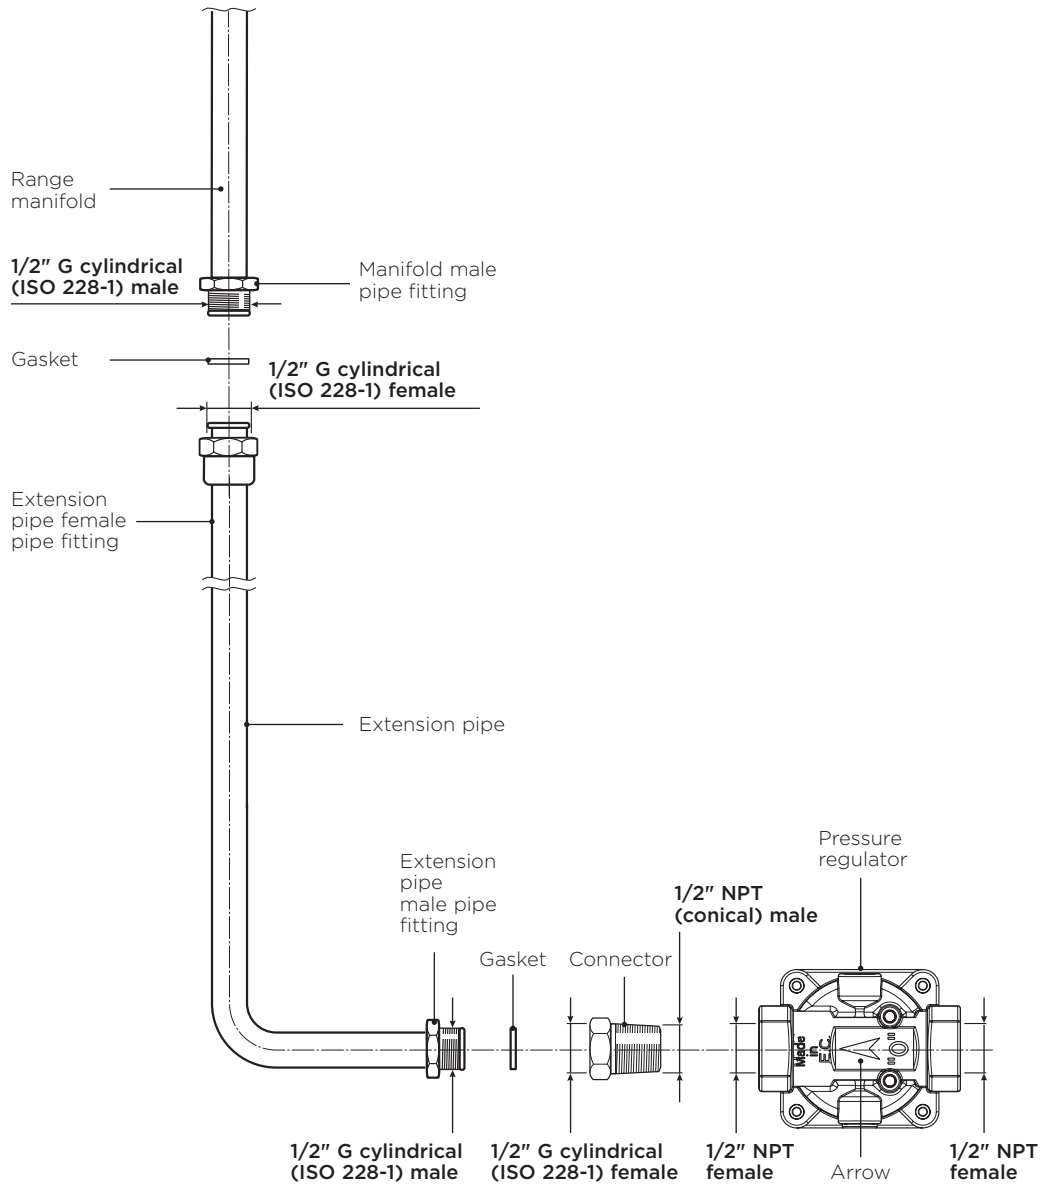 Range
manifold
1/2" G cylindrical
(ISO 228-1) male
Manifold male
pipe fitting
Gasket
1/2" G cylindrical
(ISO 228-1) female
Extension
pipe female
pipe fitting
Extension pipe
Pressure
regulator
Extension
pipe
male pipe
fitting
1/2" NPT
(conical) male
Gasket
Connector
Made
in
E.C.
1/2" G cylindrical
(ISO 228-1) male
1/2" G cylindrical
(ISO 228-1) female
1/2" NPT
female
Arrow
1/2" NPT
female